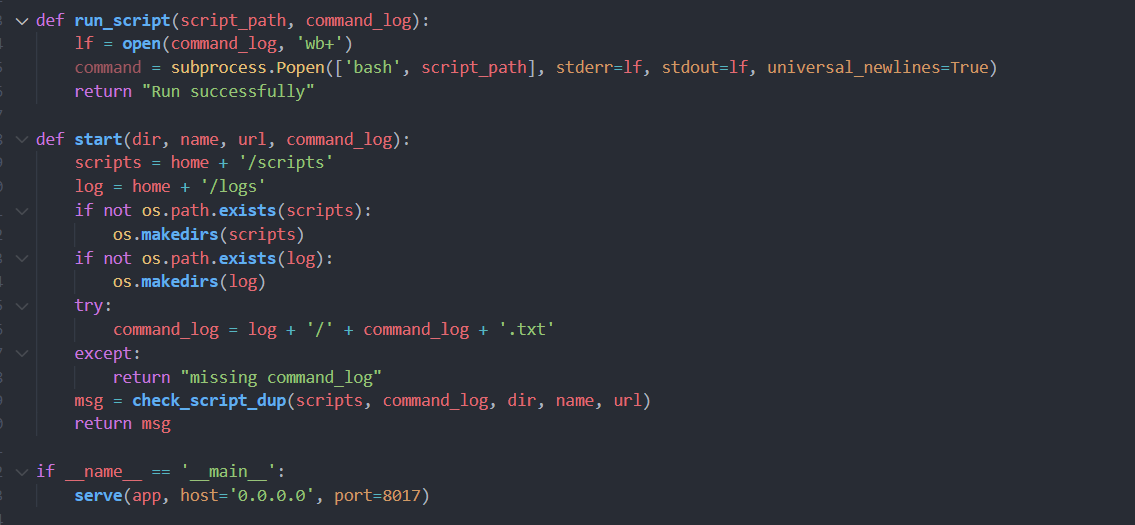 def run_script(script_path, command_log):
    lf = open(command_log, 'wb+')
    command = subprocess.Popen(['bash', script_path], stderr=lf, stdout=lf, universal_newlines=True)
    return "Run successfully"

def start(dir, name, url, command_log):
    scripts = home + '/scripts'
    log = home + '/logs'
    if not os.path.exists(scripts):
        os.makedirs(scripts)
    if not os.path.exists(log):
        os.makedirs(log)
    try:
        command_log = log + '/' + command_log + '.txt'
    except:
        return "missing command_log"
    msg = check_script_dup(scripts, command_log, dir, name, url)
    return msg

if __name__ == '__main__':
    serve(app, host='0.0.0.0', port=8017)